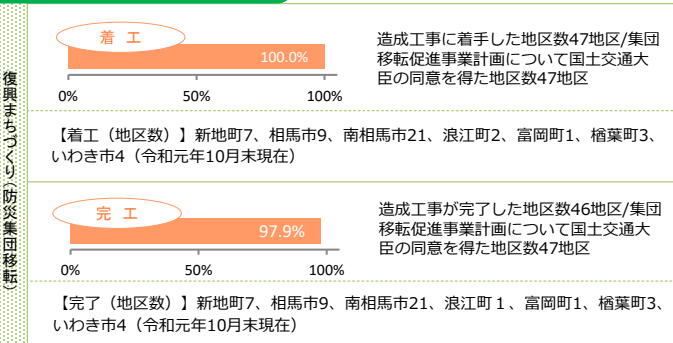 復興まちづくり（防災集団移転）
着 工
100.0%
0% 50% 100%
造成工事に着手した地区数47地区/集団
移転促進事業計画について国土交通大
臣の同意を得た地区数47地区
【着工（地区数）】新地町7、相馬市9、南相馬市21、浪江町2、富岡町1、楢葉町3、
いわき市4（令和元年10月末現在）
完 工
97.9%
0% 50% 100%
造成工事が完了した地区数46地区/集団
移転促進事業計画について国土交通大
臣の同意を得た地区数47地区
【完了（地区数）】新地町7、相馬市9、南相馬市21、浪江町１、富岡町1、楢葉町3、
いわき市4（令和元年10月末現在）